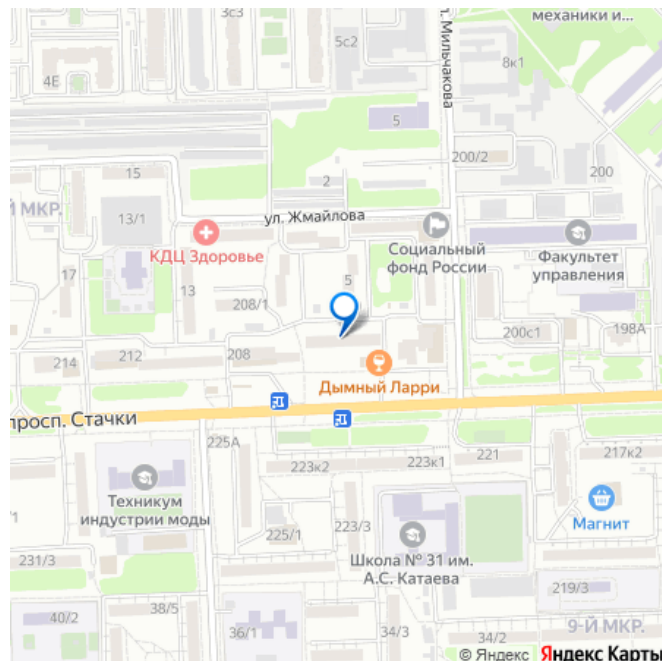 3с3
механики и...
5с2
л. Мильчакова
8к1
4Е
5
200/2
200
15
2
Й МКР.
13/1
ул. Жмайлова
КДЦ Здоровье
Социальный
фонд России
Факультет
управления
17
13
5
208/1
200с1
198А
214
212
208
Дымный Ларри
просп. Стачки
225А
223к2
223к1
221
217к2
Техникум
индустрии моды
Магнит
/1
225/1
223/3
231/3
Школа № 31 им.
А.С. Катаева
219/3
40/2
38/5
36/1
34/3
34/2
9-Й МКР.
© Яндекс Яндекс Карты